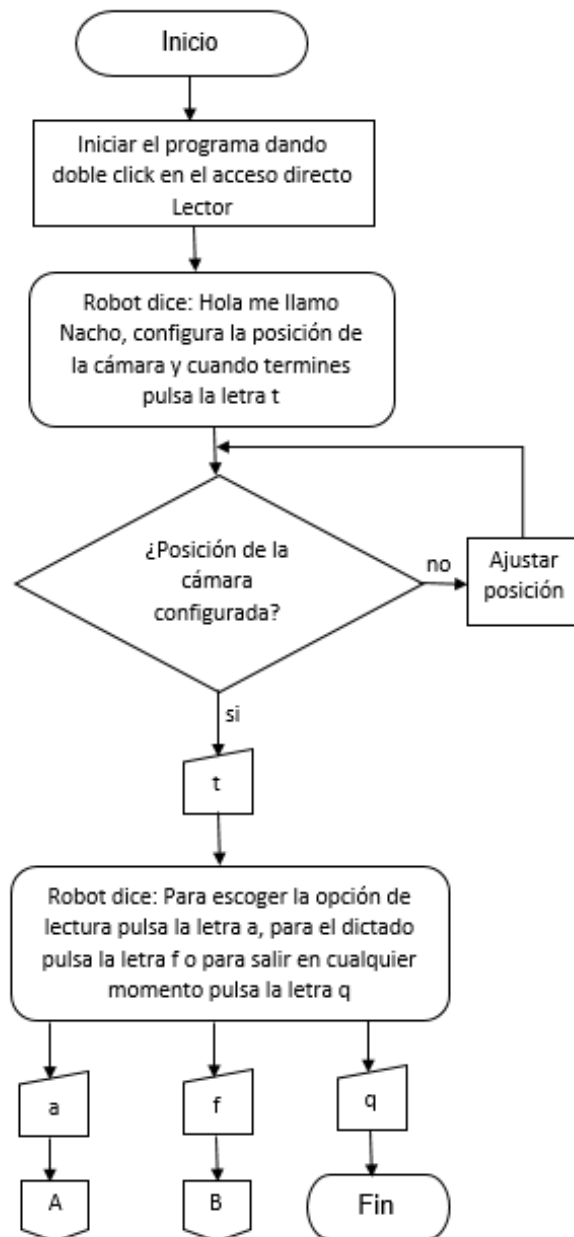 Inicio
Iniciar el programa dando
doble click en el acceso directo
Lector
Robot dice: Hola me llamo
Nacho, configura la posición de
la cámara y cuando termines
pulsa la letra t
¿Posición de la
cámara
configurada?
no
Ajustar
posición
si
t
Robot dice: Para escoger la opción de
lectura pulsa la letra a, para el dictado
pulsa la letra f o para salir en cualquier
momento pulsa la letra q
a
f
q
A
B
Fin